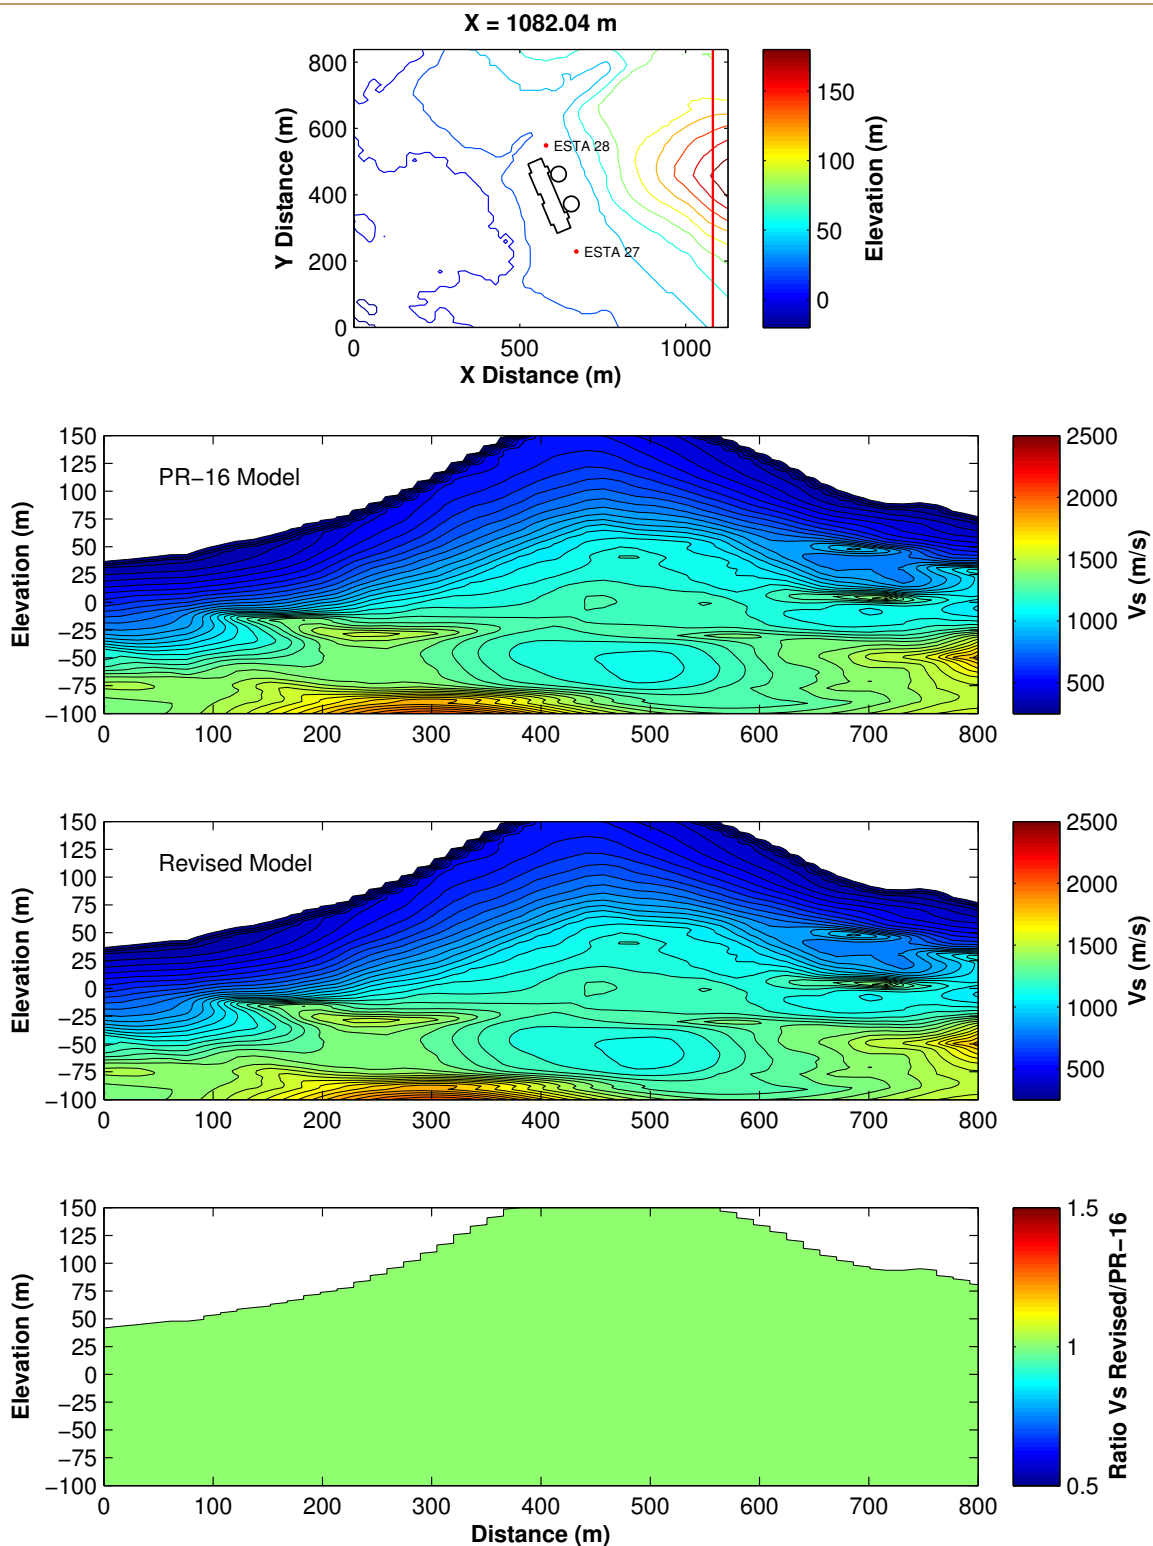 X = 1082.04 m
800
600
400
200
0
Y Distance (m)
ESTA 28
ESTA 27
0 500 1000
X Distance (m)
150
100
50
0
Elevation (m)
150
125
100
75
50
25
0
−25
−50
−75
−100
Elevation (m)
PR−16 Model
0 100 200 300 400 500 600 700 800
2500
2000
1500
1000
500
Vs (m/s)
150
125
100
75
50
25
0
−25
−50
−75
−100
Elevation (m)
Revised Model
0 100 200 300 400 500 600 700 800
2500
2000
1500
1000
500
Vs (m/s)
150
125
100
75
50
25
0
−25
−50
−75
−100
Elevation (m)
0 100 200 300 400 500 600 700 800
Distance (m)
1.5
1
0.5
Ratio Vs Revised/PR−16